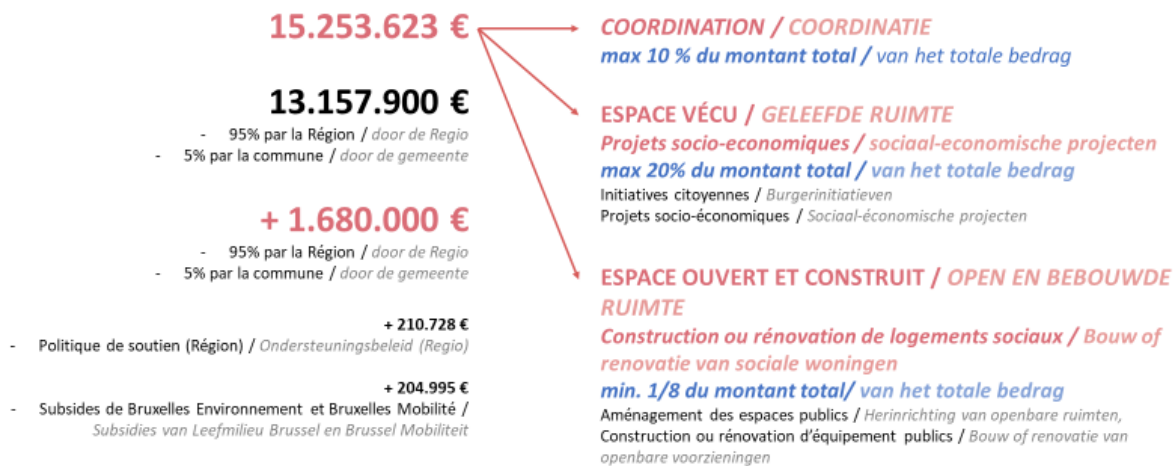 15.253.623 €
13.157.900 €
- 95% par la Région / door de Regio
- 5% par la commune / door de gemeente
+ 1.680.000 €
- 95% par la Région / door de Regio
- 5% par la commune / door de gemeente
+ 210.728 €
- Politique de soutien (Région) / Ondersteuningsbeleid (Regio)
+ 204.995 €
- Subsides de Bruxelles Environnement et Bruxelles Mobilité /
Subsidies van Leefmilieu Brussel en Brussel Mobiliteit
COORDINATION / COORDINATIE
max 10 % du montant total / van het totale bedrag
ESPACE VÉCU / GELEEFDE RUIMTE
Projets socio-economiques / sociaal-economische projecten
max 20% du montant total / van het totale bedrag
Initiatives citoyennes / Burgerinitiatieven
Projets socio-économiques / Sociaal-économische projecten
ESPACE OUVERT ET CONSTRUIT / OPEN EN BEBOUWDE
RUIMTE
Construction ou rénovation de logements sociaux / Bouw of
renovatie van sociale woningen
min. 1/8 du montant total/ van het totale bedrag
Aménagement des espaces publics / Herinrichting van openbare ruimten,
Construction ou rénovation d'équipement publics / Bouw of renovatie van
openbare voorzieningen